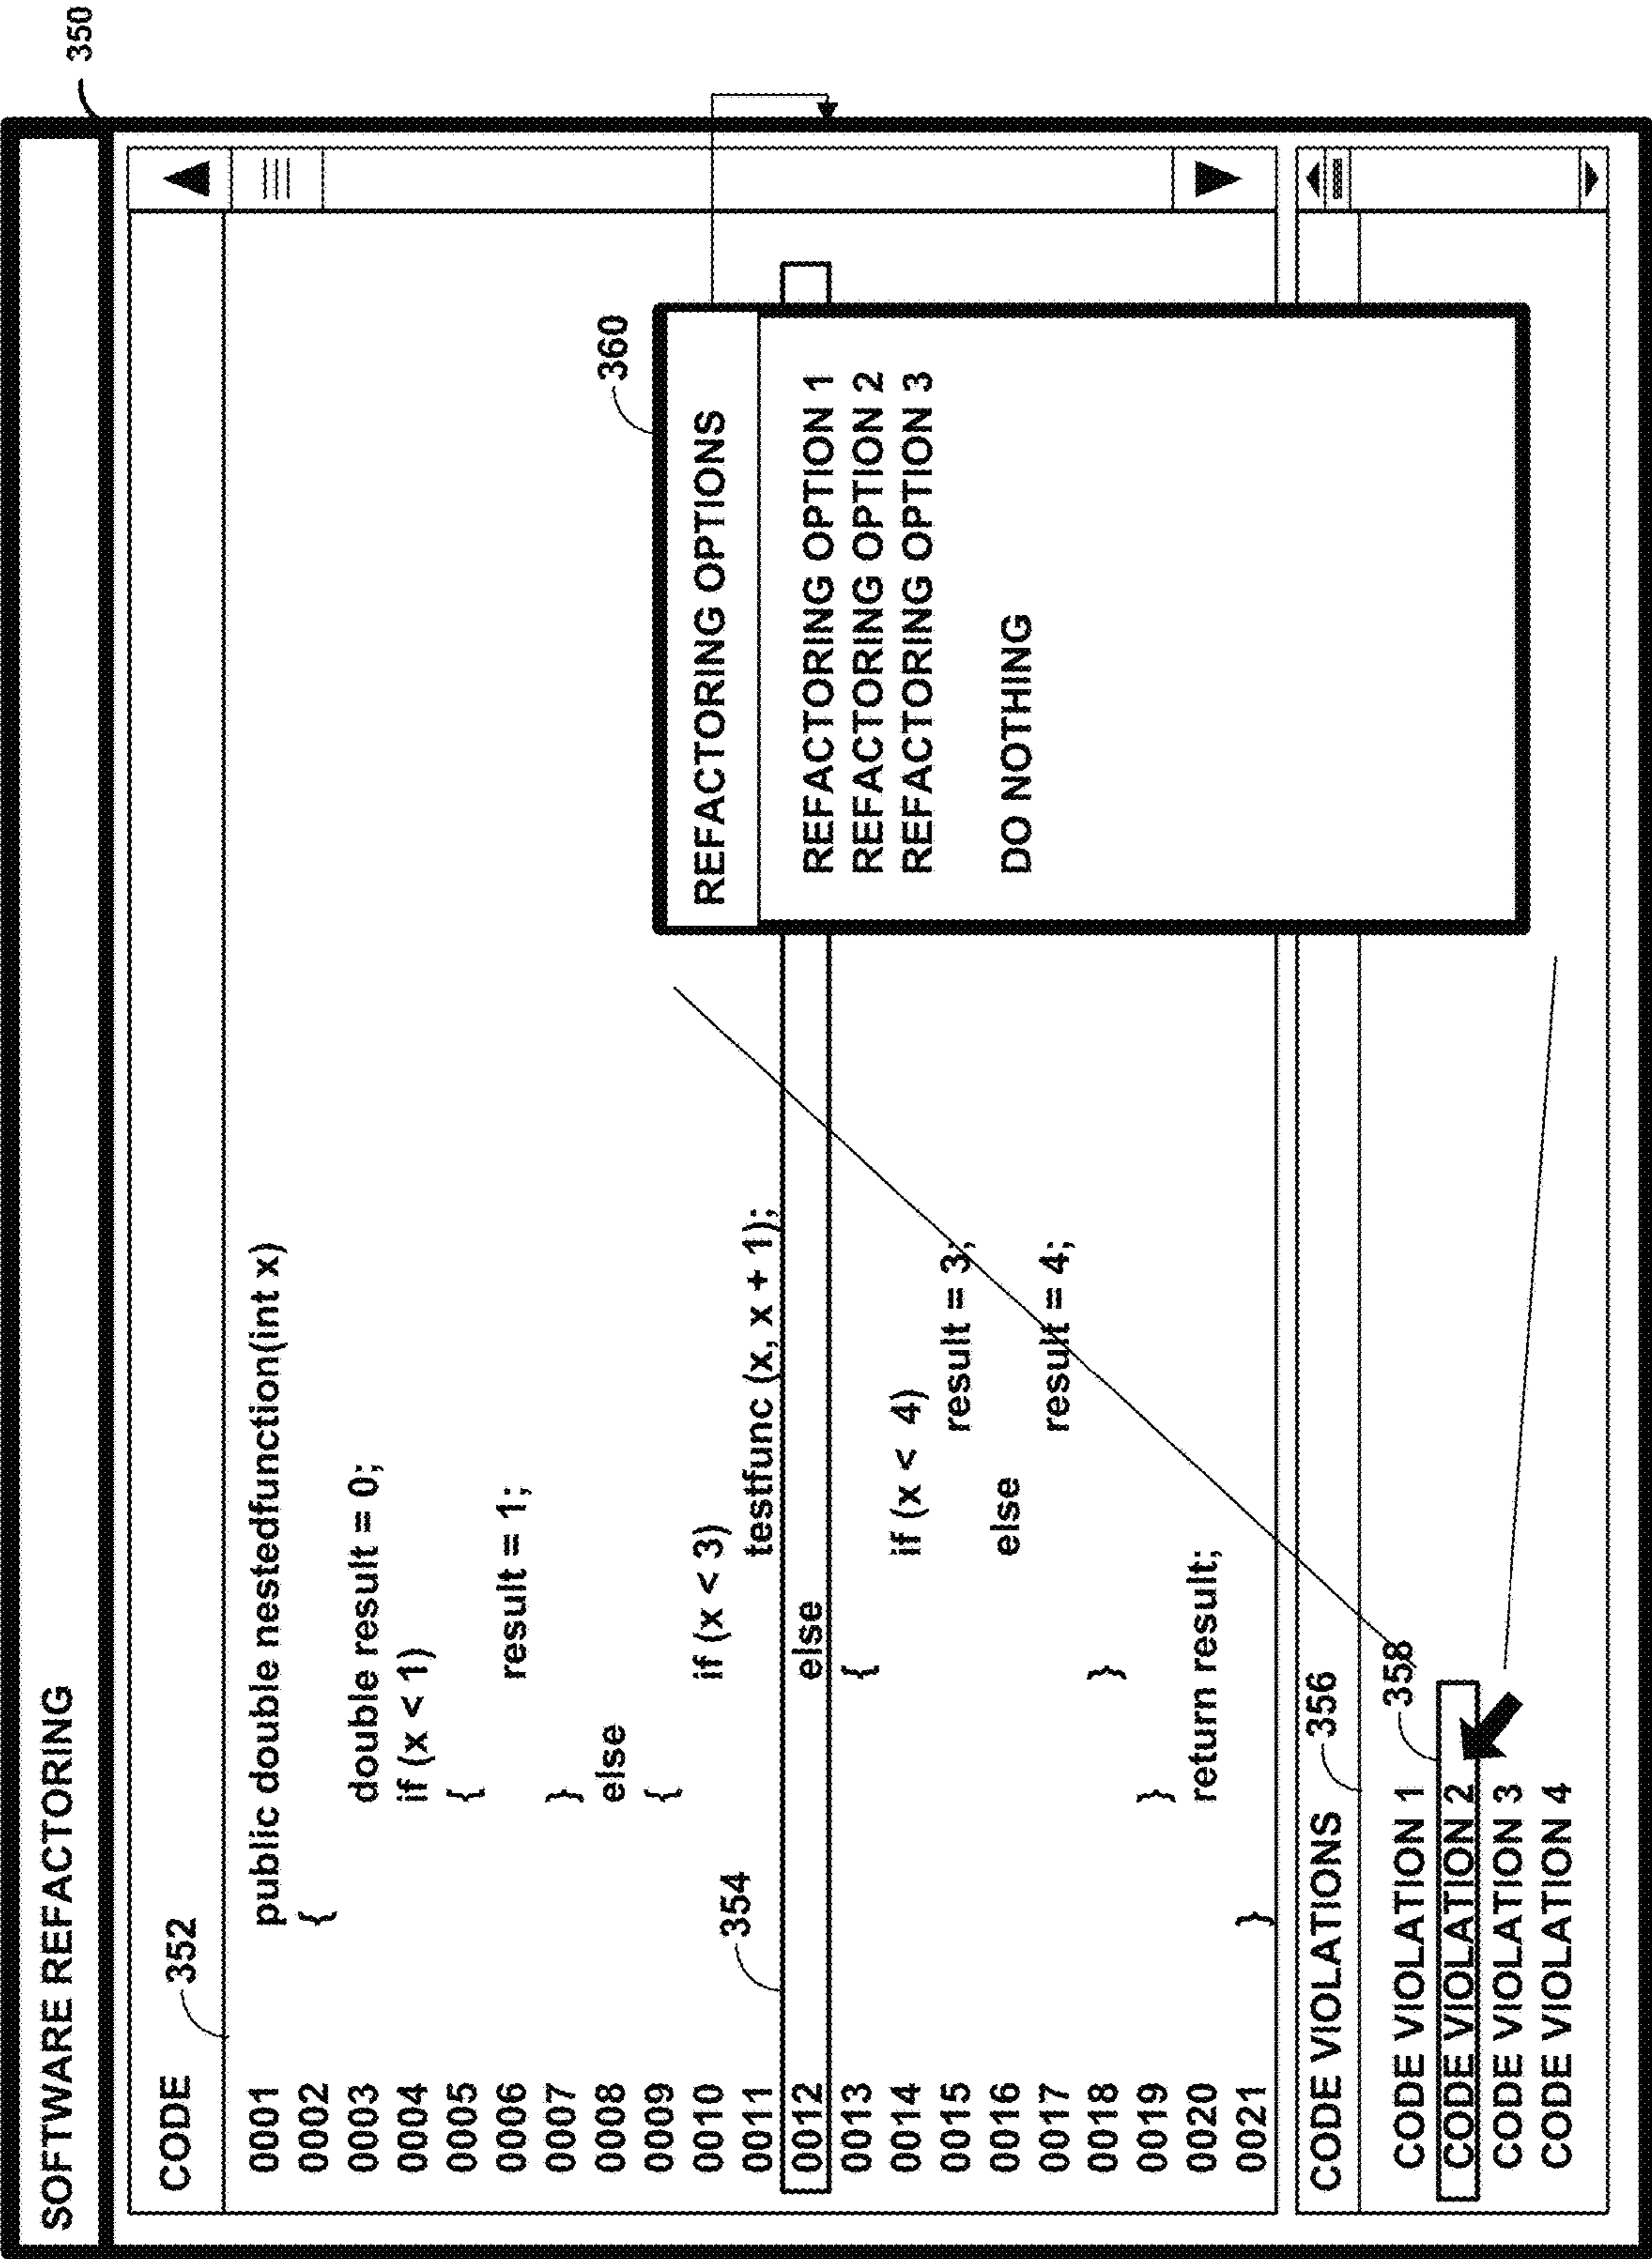 350
SOFTWARE REFACTORING
CODE 352
0001 public double nestedfunction(int x)
0002 {
0003 double result = 0;
0004 if (x < 1)
0005 {
0006 result = 1;
0007 }
0008 else
0009 {
0010 if (x < 3)
0011 testfunc (x, x + 1);
354
0012 else
0013 {
0014 if (x < 4)
0015 result = 3;
0016 else
0017 result = 4;
0018 }
0019 }
0020 return result;
0021 }
360
REFACTORING OPTIONS
REFACTORING OPTION 1
REFACTORING OPTION 2
REFACTORING OPTION 3
DO NOTHING
CODE VIOLATIONS 356
CODE VIOLATION 1
358
CODE VIOLATION 2
CODE VIOLATION 3
CODE VIOLATION 4